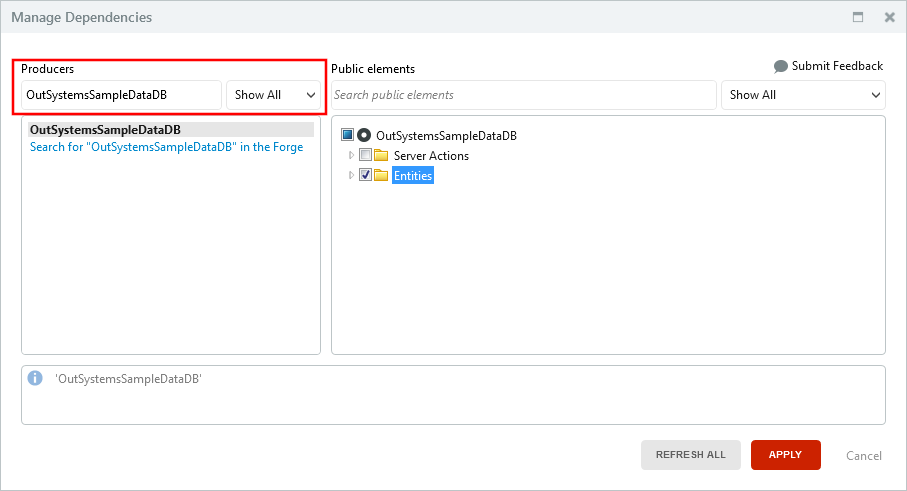 Manage Dependencies
Producers
Public elements
Submit Feedback
OutSystemsSampleDataDB
Show All
Search public elements
Show All
OutSystemsSampleDataDB
Search for "OutSystemsSampleDataDB" in the Forge
OutSystemsSampleDataDB
Server Actions
Entities
'OutSystemsSampleDataDB'
REFRESH ALL
APPLY
Cancel